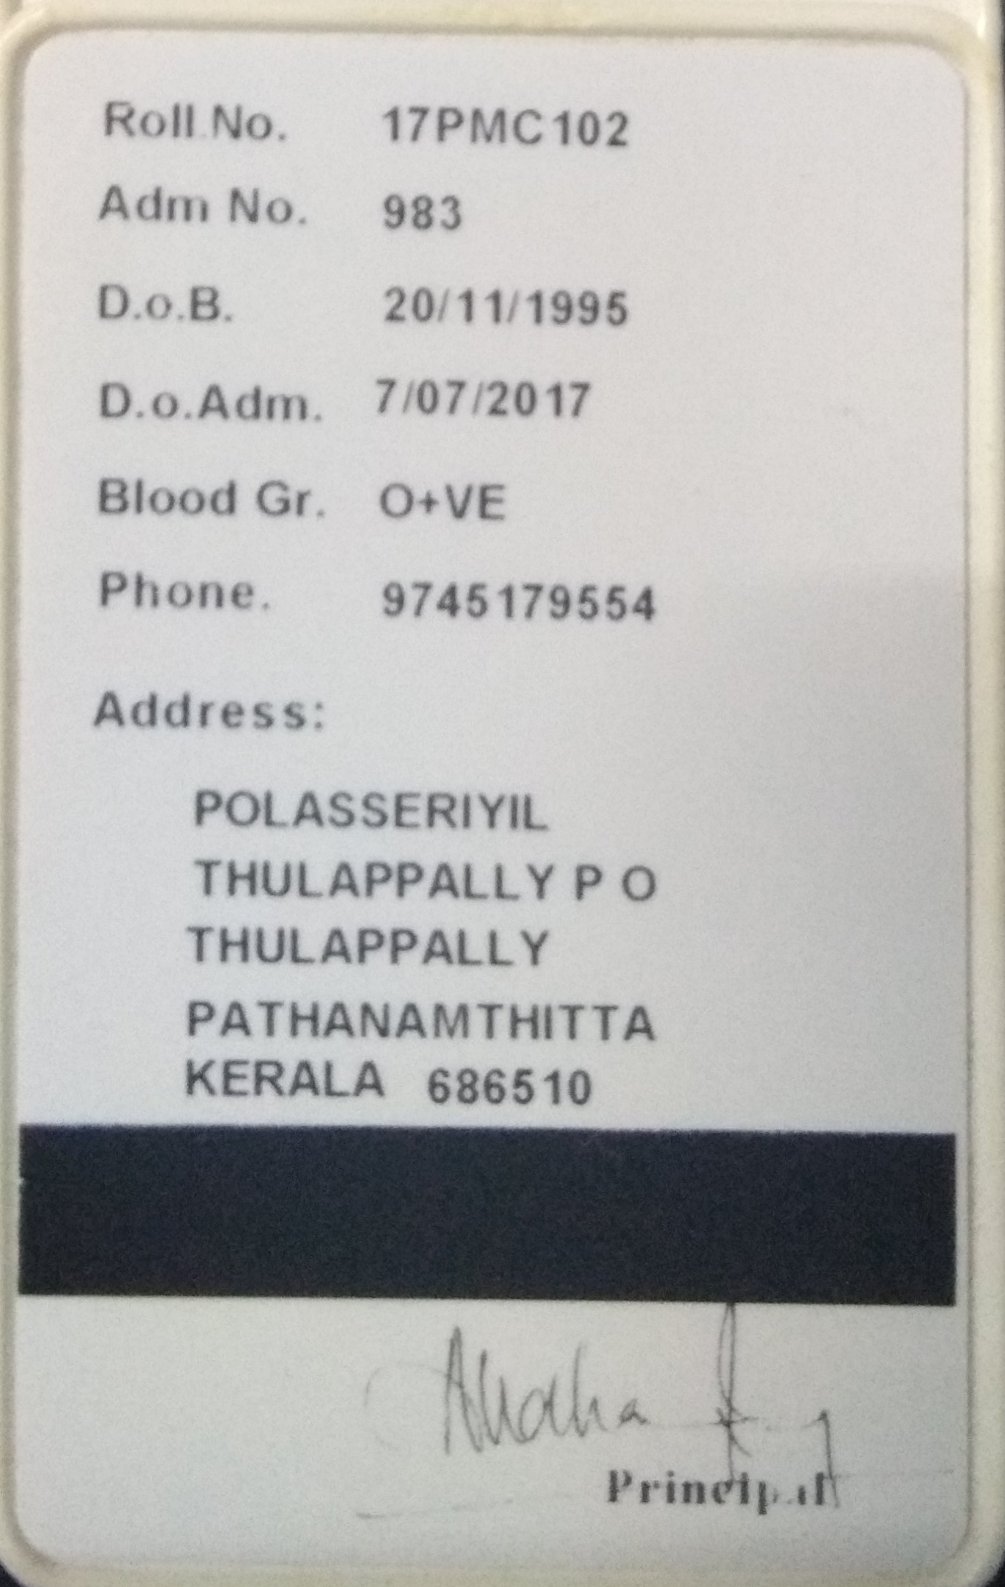 Roll No. 17PMC102
Adm No. 983
D.o.B. 20/11/1995
D.o.Adm. 7/07/2017
Blood Gr. O+VE
Phone. 9745179554
Address:
POLASSERIYIL
THULAPPALLY P O
THULAPPALLY
PATHANAMTHITTA
KERALA 686510
Principal